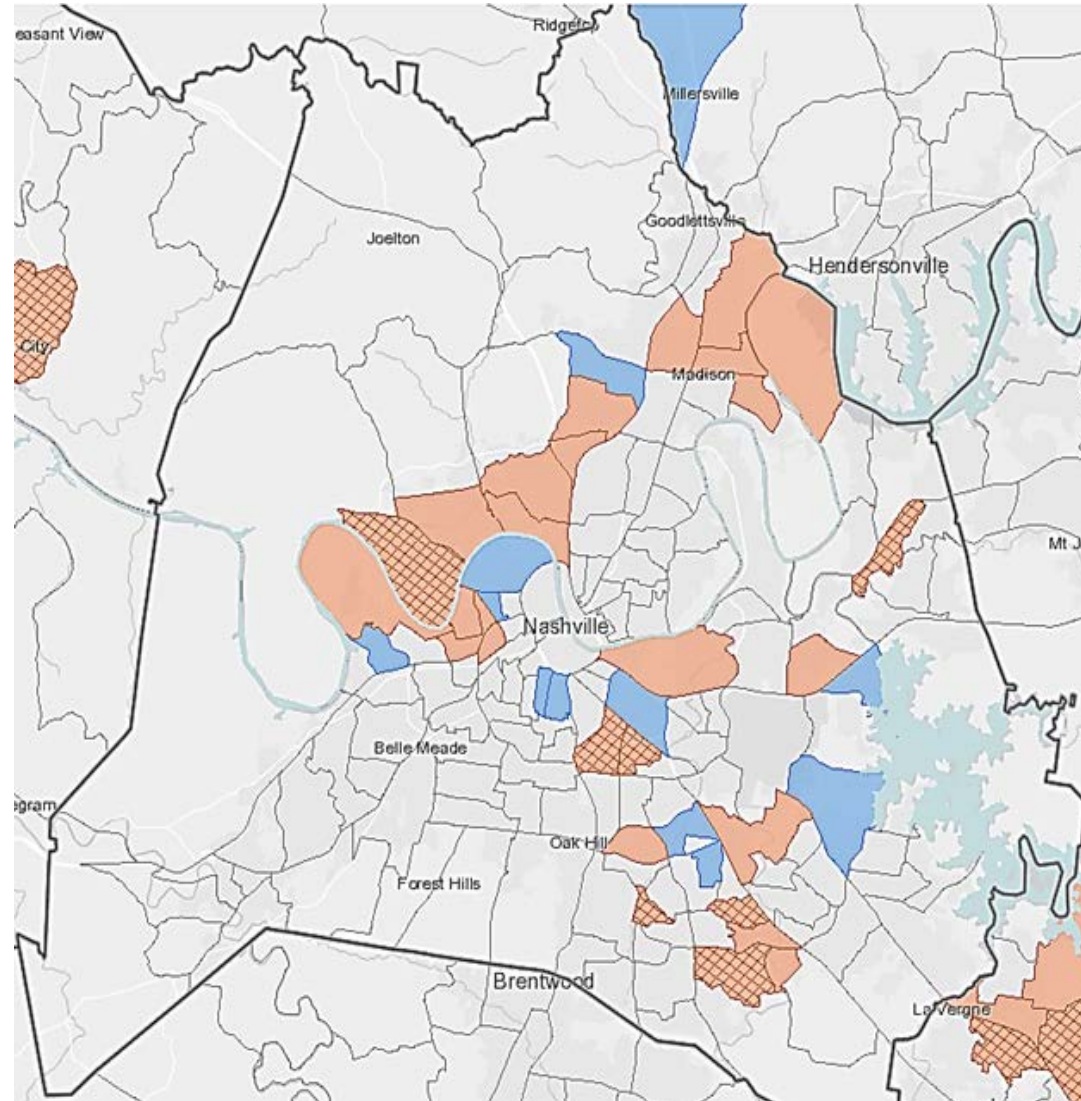 easant View
Ridgeto
Millersville
Goodlettsville
Joelton
Hendersonville
City
Madison
Mt J
Nashville
Belle Meade
egram
Oak Hill
Forest Hills
Brentwood
La Vergne